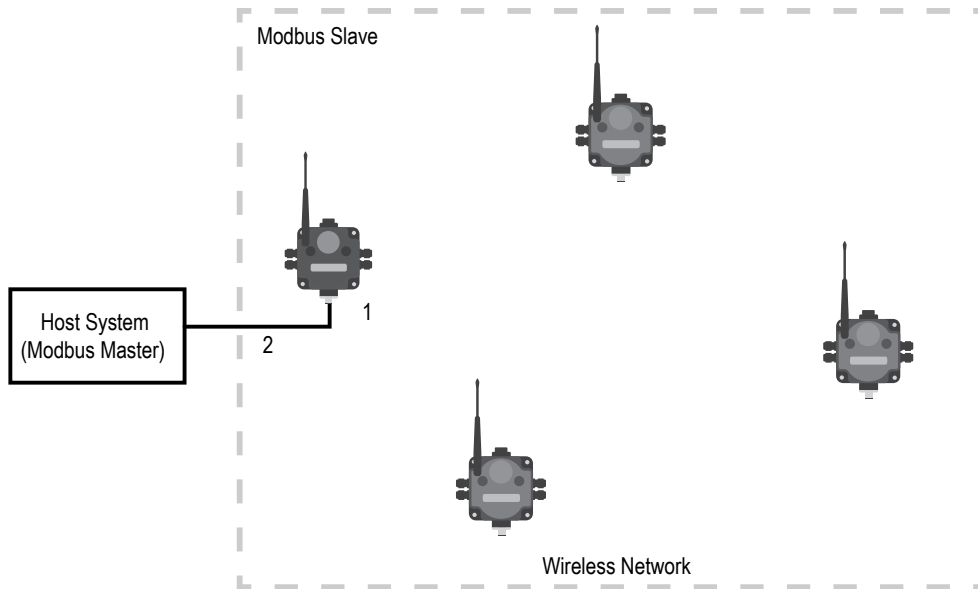 Modbus Slave
1
Host System
(Modbus Master)
2
Wireless Network